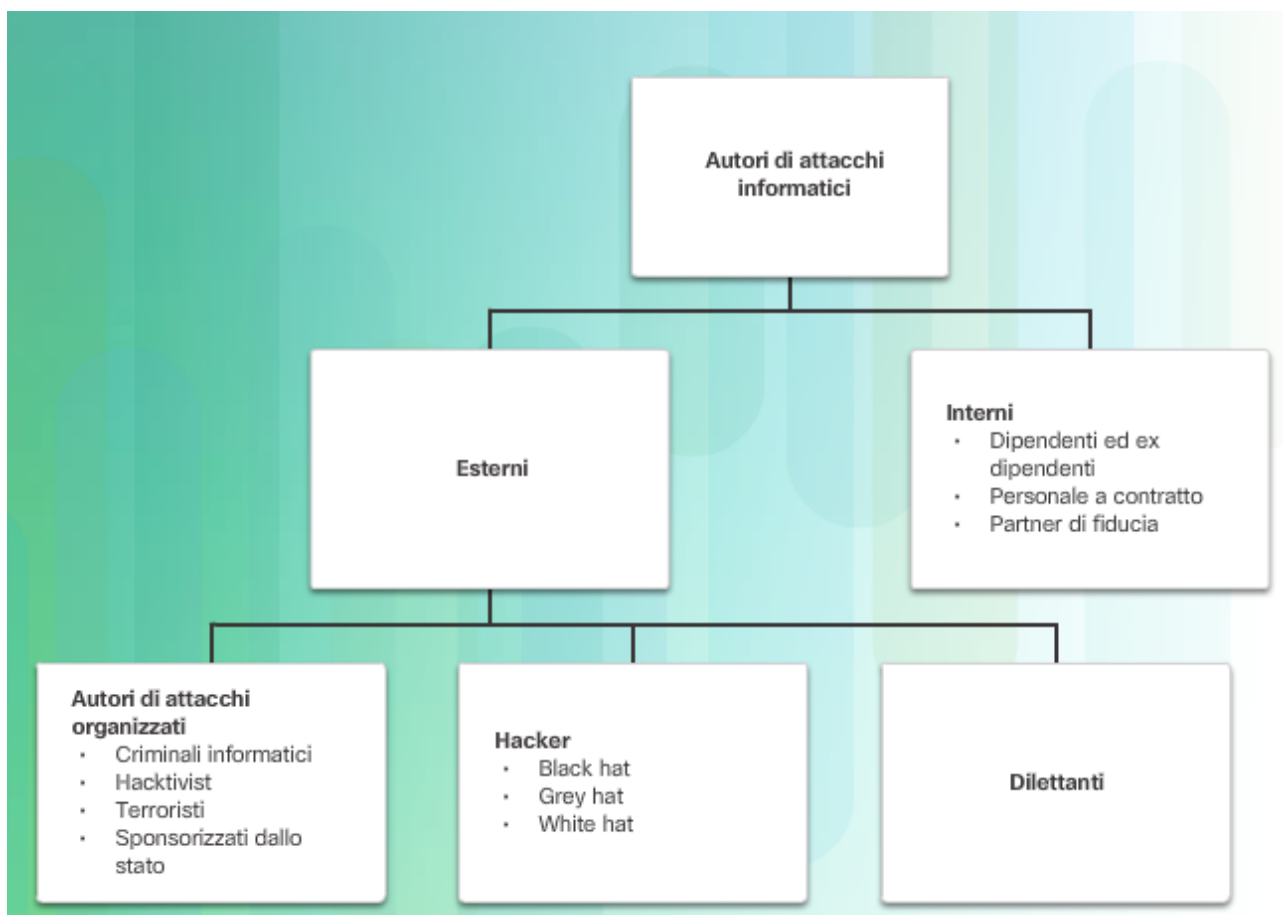 Autori di attacchi
informatici
Esterni
Interni
· Dipendenti ed ex
dipendenti
· Personale a contratto
· Partner di fiducia
Autori di attacchi
organizzati
· Criminali informatici
· Hacktivist
· Terroristi
· Sponsorizzati dallo
stato
Hacker
· Black hat
· Grey hat
· White hat
Dilettanti